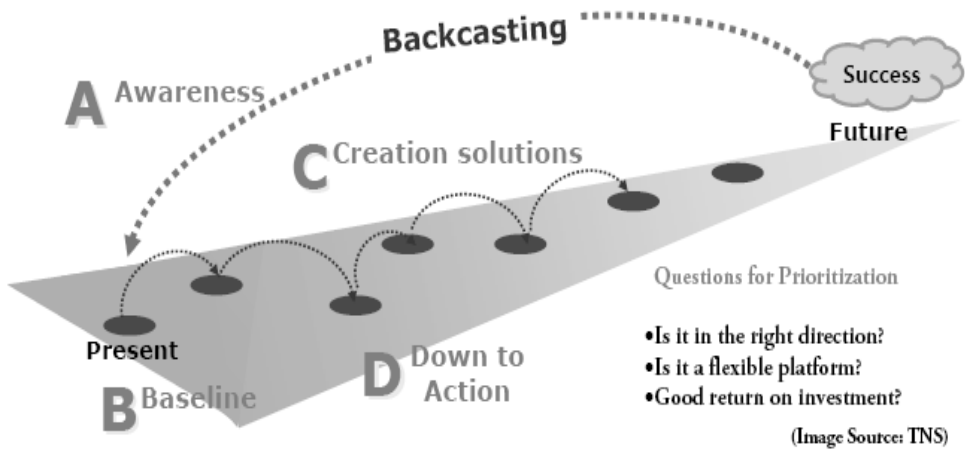 Backcasting
Success
Future
A Awareness
C Creation solutions
Present
B Baseline
D Down to
Action
Questions for Prioritization
•Is it in the right direction?
•Is it a flexible platform?
•Good return on investment?
(Image Source: TNS)